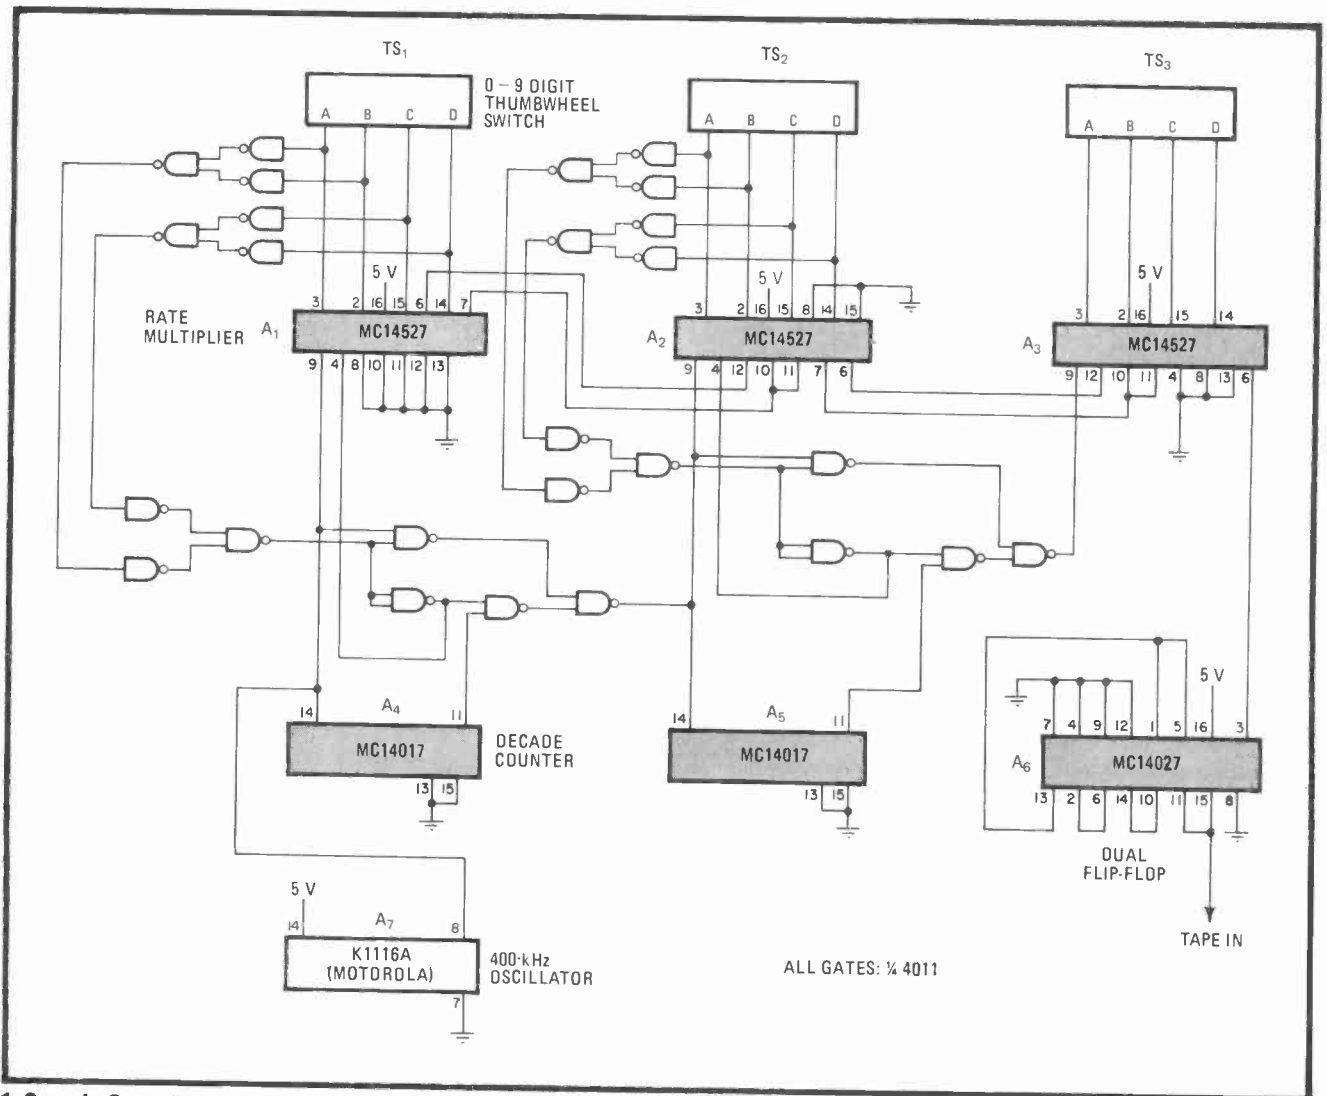 TS₁
TS₂
TS₃
0 – 9 DIGIT
THUMBWHEEL
SWITCH
A B C D
A B C D
A B C D
5 V
5 V
5 V
3 2 16 15 6 14 7
3 2 16 15 8 14 15
3 2 16 15 14
RATE
MULTIPLIER
A₁
MC14527
A₂
MC14527
A₃
MC14527
9 4 8 10 11 12 13
9 4 12 10 11 7 6
9 12 10 11 4 8 13 6
14
A₄
11
MC14017
13 15
DECADE
COUNTER
14
A₅
11
MC14017
13 15
5 V
7 4 9 12 1 5 16 3
A₆
MC14027
13 2 6 14 10 11 15 8
DUAL
FLIP-FLOP
TAPE IN
5 V
14
A₇
8
K1116A
(MOTOROLA)
7
400-kHz
OSCILLATOR
ALL GATES: ¼ 4011